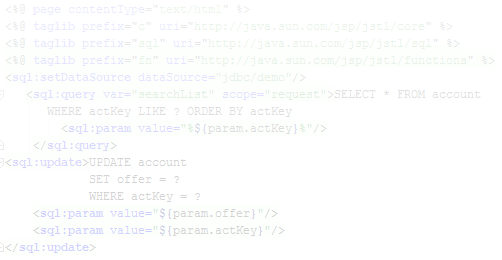 <%@ page contentType="text/html" %>
<%@ taglib prefix="c" uri="http://java.sun.com/jsp/jstl/core" %>
<%@ taglib prefix="sql" uri="http://java.sun.com/jsp/jstl/sql" %>
<%@ taglib prefix="fn" uri="http://java.sun.com/jsp/jstl/functions" %>
<sql:setDataSource dataSource="jdbc/demo"/>
<sql:query var="searchList" scope="request">SELECT * FROM account
WHERE actKey LIKE ? ORDER BY actKey
<sql:param value="%${param.actKey}%"/>
</sql:query>
<sql:update>UPDATE account
SET offer = ?
WHERE actKey = ?
<sql:param value="${param.offer}"/>
<sql:param value="${param.actKey}"/>
</sql:update>